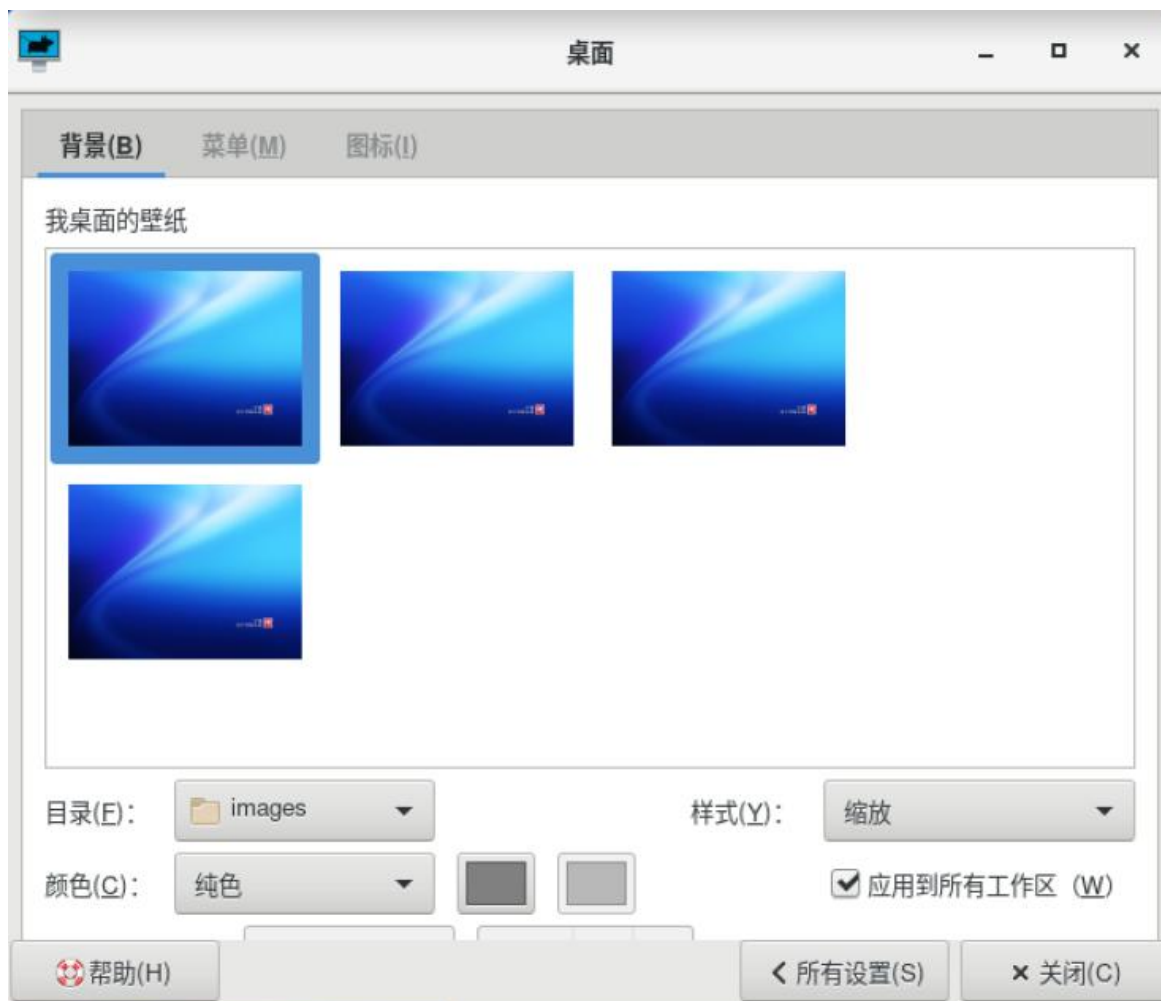 桌面
背景(B) 菜单(M) 图标(I)
我桌面的壁纸
目录(F): images 样式(Y): 缩放
颜色(C): 纯色 应用到所有工作区 (W)
帮助(H) 所有设置(S) 关闭(C)